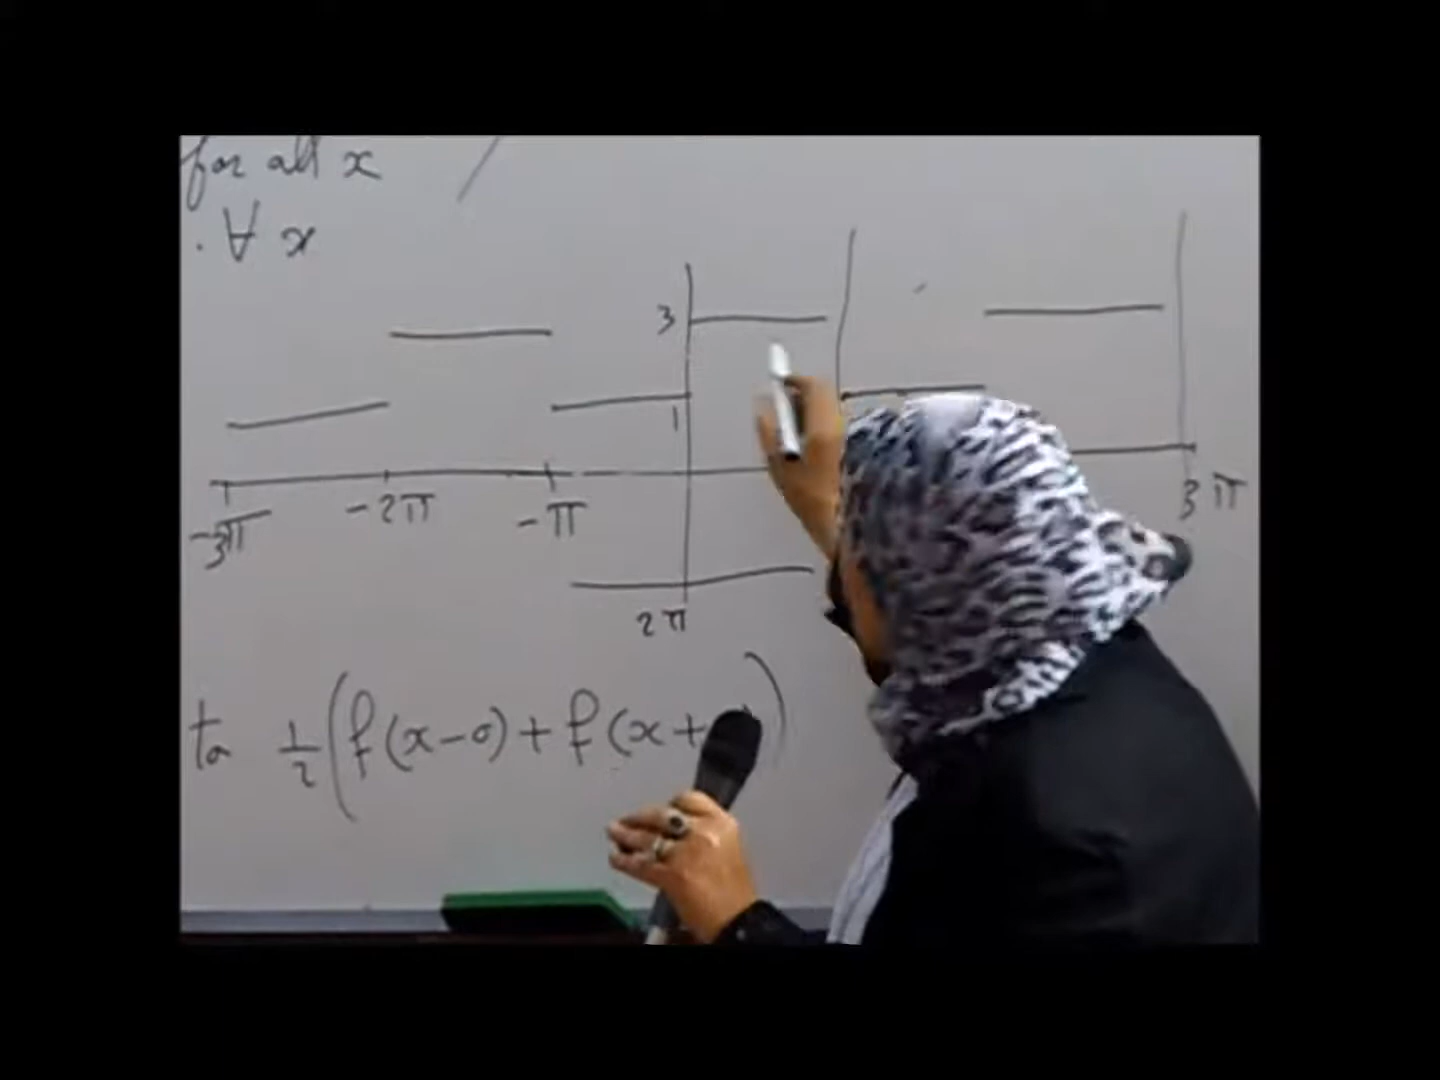 for all x
. ∀ x
3
1
-3π -2π -π 3π
2π
to 1/2 (f(x-0) + f(x+